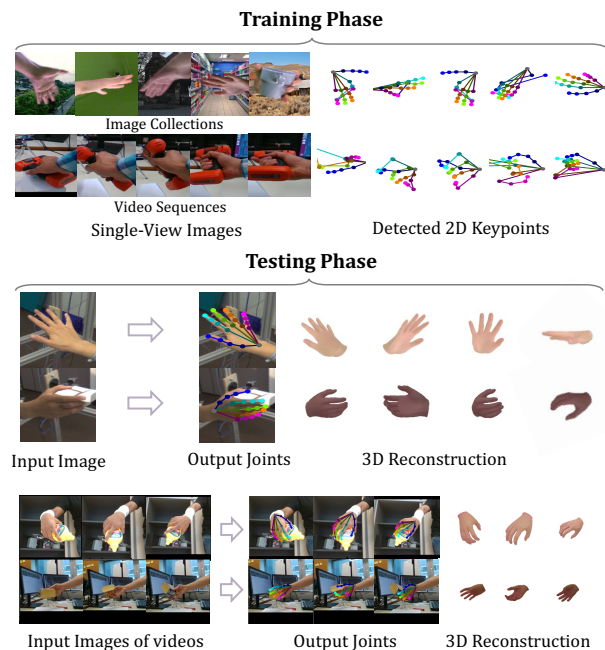 Training Phase
Image Collections
Video Sequences
Single-View Images
Detected 2D Keypoints
Testing Phase
Input Image
Output Joints
3D Reconstruction
Input Images of videos
Output Joints
3D Reconstruction